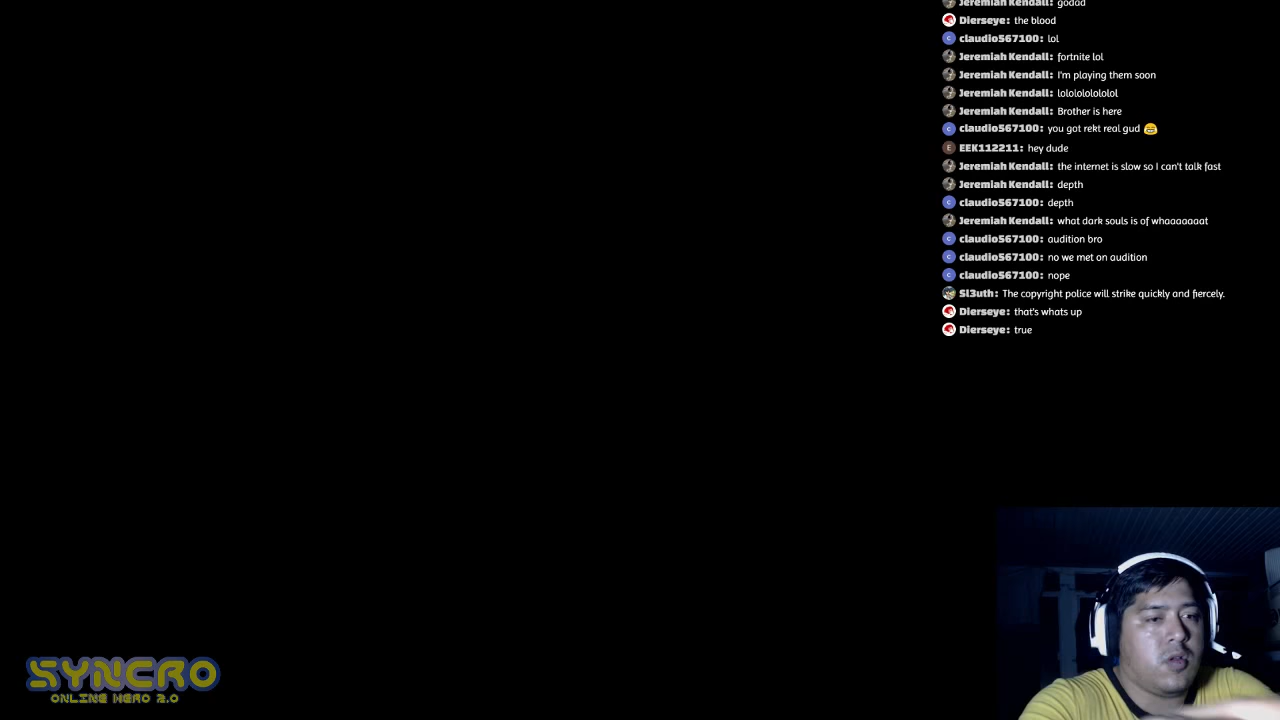 Jeremiah Kendall: godad
Dierseye: the blood
claudio567100: lol
Jeremiah Kendall: fortnite lol
Jeremiah Kendall: I'm playing them soon
Jeremiah Kendall: lolololololol
Jeremiah Kendall: Brother is here
claudio567100: you got rekt real gud 😂
EEK112211: hey dude
Jeremiah Kendall: the internet is slow so I can't talk fast
Jeremiah Kendall: depth
claudio567100: depth
Jeremiah Kendall: what dark souls is of whaaaaaaat
claudio567100: audition bro
claudio567100: no we met on audition
claudio567100: nope
Sl3uth: The copyright police will strike quickly and fiercely.
Dierseye: that's whats up
Dierseye: true
SYNCRO
ONLINE HERO 2.0